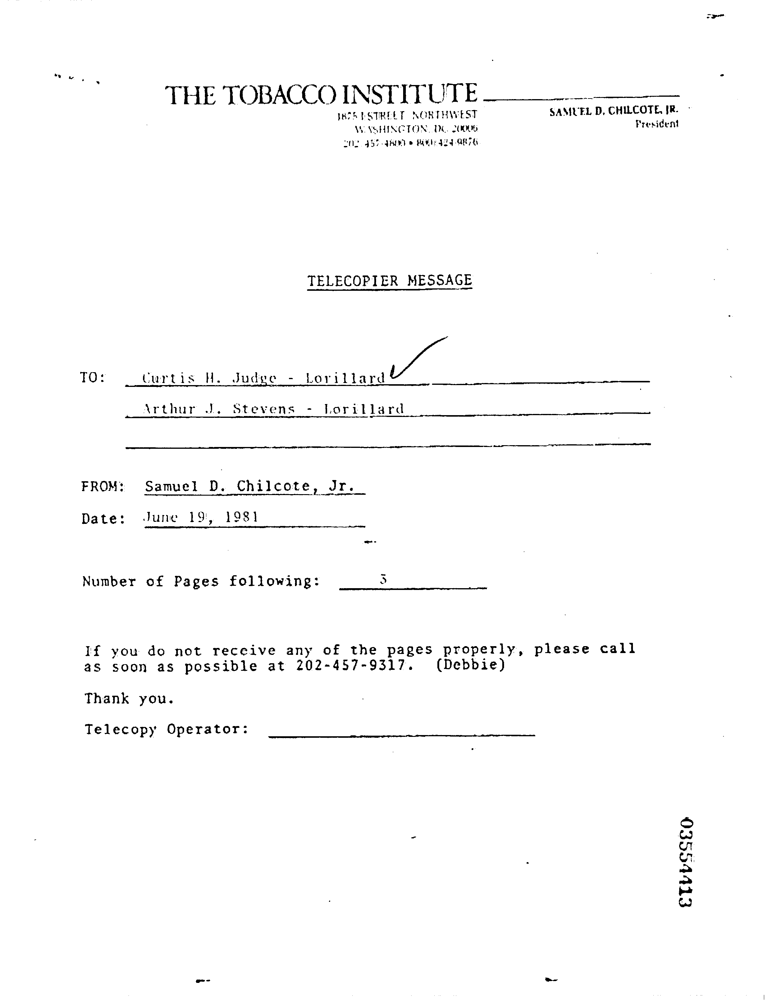 THE TOBACCO INSTITUTE
1875 I STREET NORTHWEST
WASHINGTON, DC 20006
202/457-4800 • 800/424-9876
SAMUEL D. CHILCOTE, JR.
President
TELECOPIER MESSAGE
TO: Curtis H. Judge - Lorillard
Arthur J. Stevens - Lorillard
FROM: Samuel D. Chilcote, Jr.
Date: June 19, 1981
Number of Pages following: 3
If you do not receive any of the pages properly, please call
as soon as possible at 202-457-9317. (Debbie)
Thank you.
Telecopy Operator:
03554413